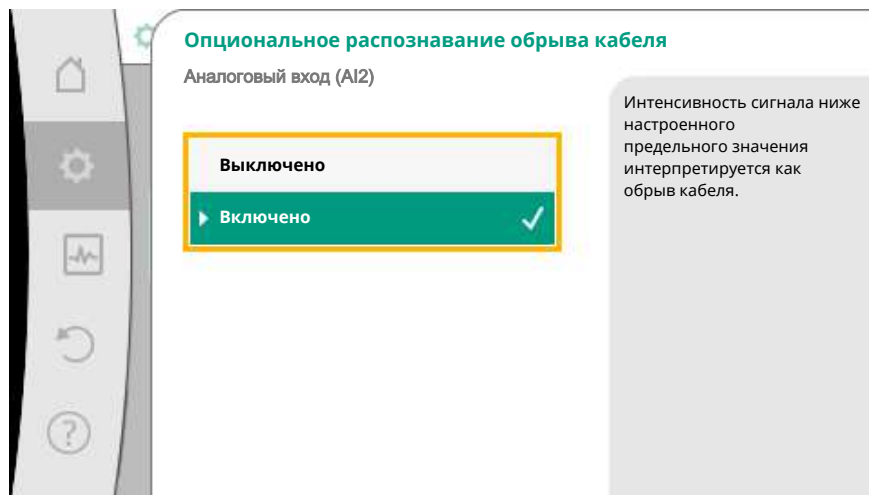 Опциональное распознавание обрыва кабеля
Аналоговый вход (AI2)
Выключено
Включено
Интенсивность сигнала ниже
настроенного
предельного значения
интерпретируется как
обрыв кабеля.
?